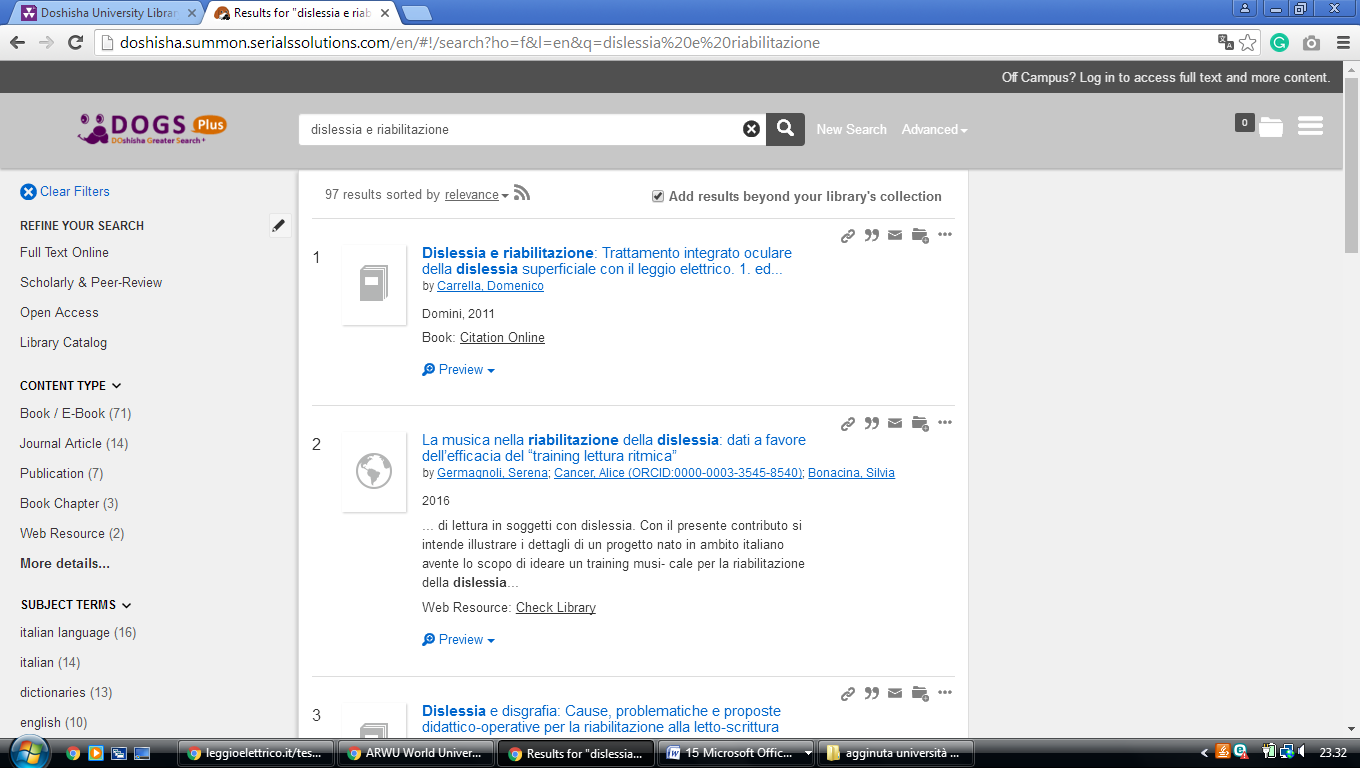 Doshisha University Librar
Results for "dislessia e riab
doshisha.summon.serialssolutions.com/en/#!/search?ho=f&l=en&q=dislessia%20e%20riabilitazione
Off Campus? Log in to access full text and more content.
DOGS Plus
DOshisha Greater Search+
dislessia e riabilitazione
New Search
Advanced
0
Clear Filters
REFINE YOUR SEARCH
Full Text Online
Scholarly & Peer-Review
Open Access
Library Catalog
CONTENT TYPE
Book / E-Book (71)
Journal Article (14)
Publication (7)
Book Chapter (3)
Web Resource (2)
More details...
SUBJECT TERMS
italian language (16)
italian (14)
dictionaries (13)
english (10)
97 results sorted by relevance
Add results beyond your library's collection
1
Dislessia e riabilitazione: Trattamento integrato oculare
della dislessia superficiale con il leggio elettrico. 1. ed...
by Carrella, Domenico
Domini, 2011
Book: Citation Online
Preview
2
La musica nella riabilitazione della dislessia: dati a favore
dell'efficacia del “training lettura ritmica”
by Germagnoli, Serena; Cancer, Alice (ORCID:0000-0003-3545-8540); Bonacina, Silvia
2016
... di lettura in soggetti con dislessia. Con il presente contributo si
intende illustrare i dettagli di un progetto nato in ambito italiano
avente lo scopo di ideare un training musi- cale per la riabilitazione
della dislessia...
Web Resource: Check Library
Preview
3
Dislessia e disgrafia: Cause, problematiche e proposte
didattico-operative per la riabilitazione alla letto-scrittura
leggioelettrico.it/tes...
ARWU World Univer...
Results for "dislessia...
15 Microsoft Offic...
agginuta università ...
23.32